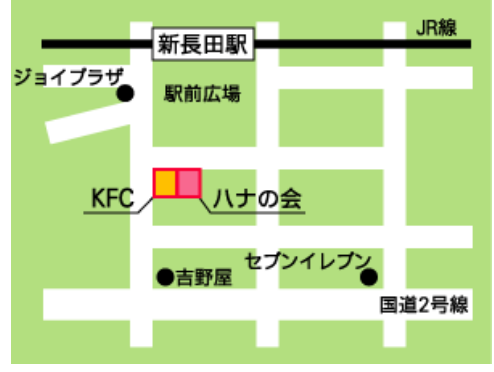 JR線
新長田駅
ジョイプラザ
駅前広場
KFC
ハナの会
セブンイレブン
吉野屋
国道2号線